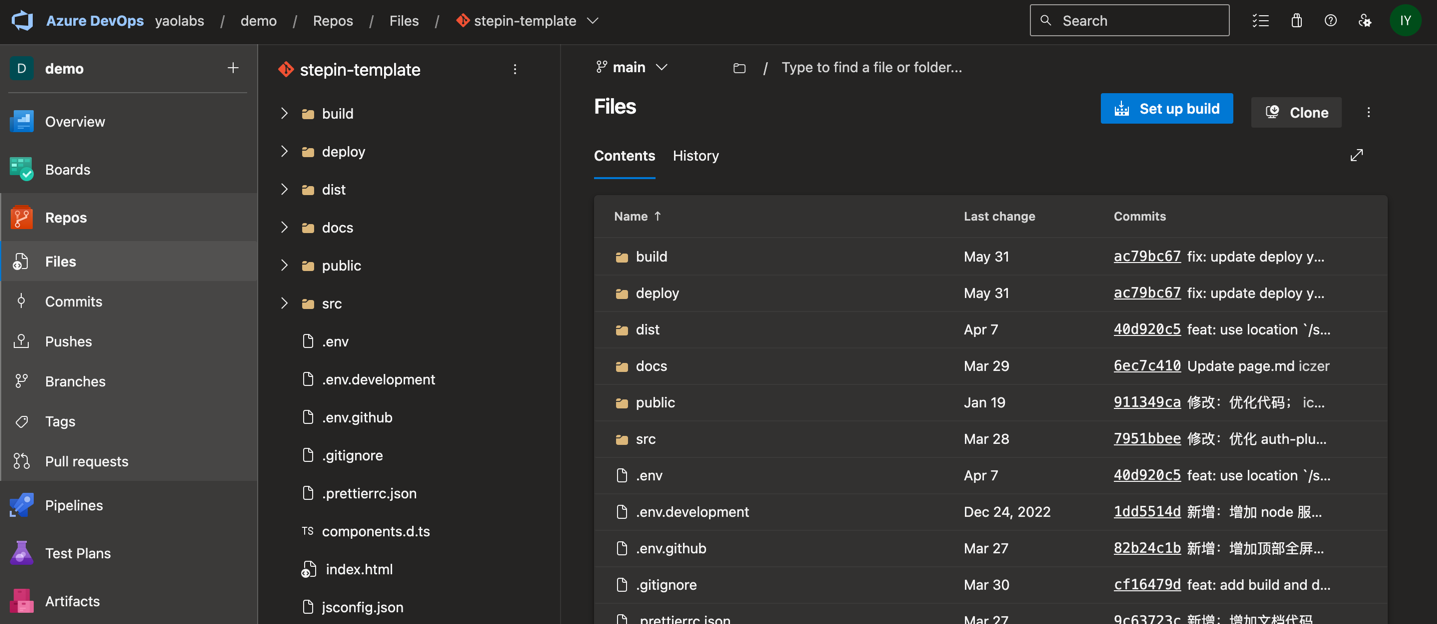 Azure DevOps yaolabs / demo / Repos / Files / stepin-template
Search
IY
D demo +
Overview
Boards
Repos
Files
Commits
Pushes
Branches
Tags
Pull requests
Pipelines
Test Plans
Artifacts
stepin-template
build
deploy
dist
docs
public
src
.env
.env.development
.env.github
.gitignore
.prettierrc.json
TS components.d.ts
index.html
jsconfig.json
main / Type to find a file or folder...
Files
Set up build
Clone
Contents History
Name ↑ Last change Commits
build May 31 ac79bc67 fix: update deploy y...
deploy May 31 ac79bc67 fix: update deploy y...
dist Apr 7 40d920c5 feat: use location `/s...
docs Mar 29 6ec7c410 Update page.md iczer
public Jan 19 911349ca 修改：优化代码； ic...
src Mar 28 7951bbee 修改：优化 auth-plu...
.env Apr 7 40d920c5 feat: use location `/s...
.env.development Dec 24, 2022 1dd5514d 新增：增加 node 服...
.env.github Mar 27 82b24c1b 新增：增加顶部全屏...
.gitignore Mar 30 cf16479d feat: add build and d...
.prettierrc.json Mar 27 9c63723c 新增：增加文档代码